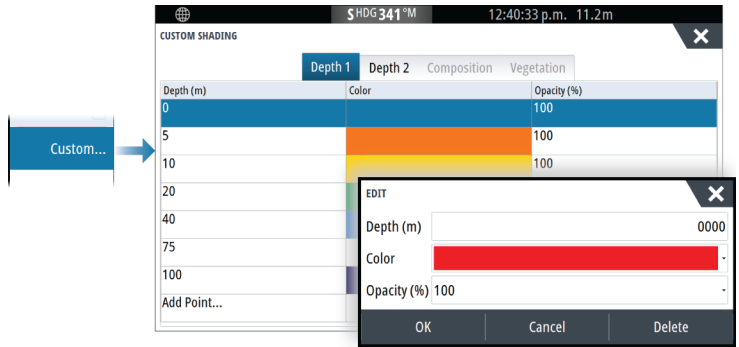 SHDG 341°M 12:40:33 p.m. 11.2m
CUSTOM SHADING
Depth 1 Depth 2 Composition Vegetation
Depth (m) Color Opacity (%)
0 100
5 100
10 100
20
40
75
100
Add Point...
Custom...
EDIT
Depth (m) 0000
Color
Opacity (%) 100
OK Cancel Delete